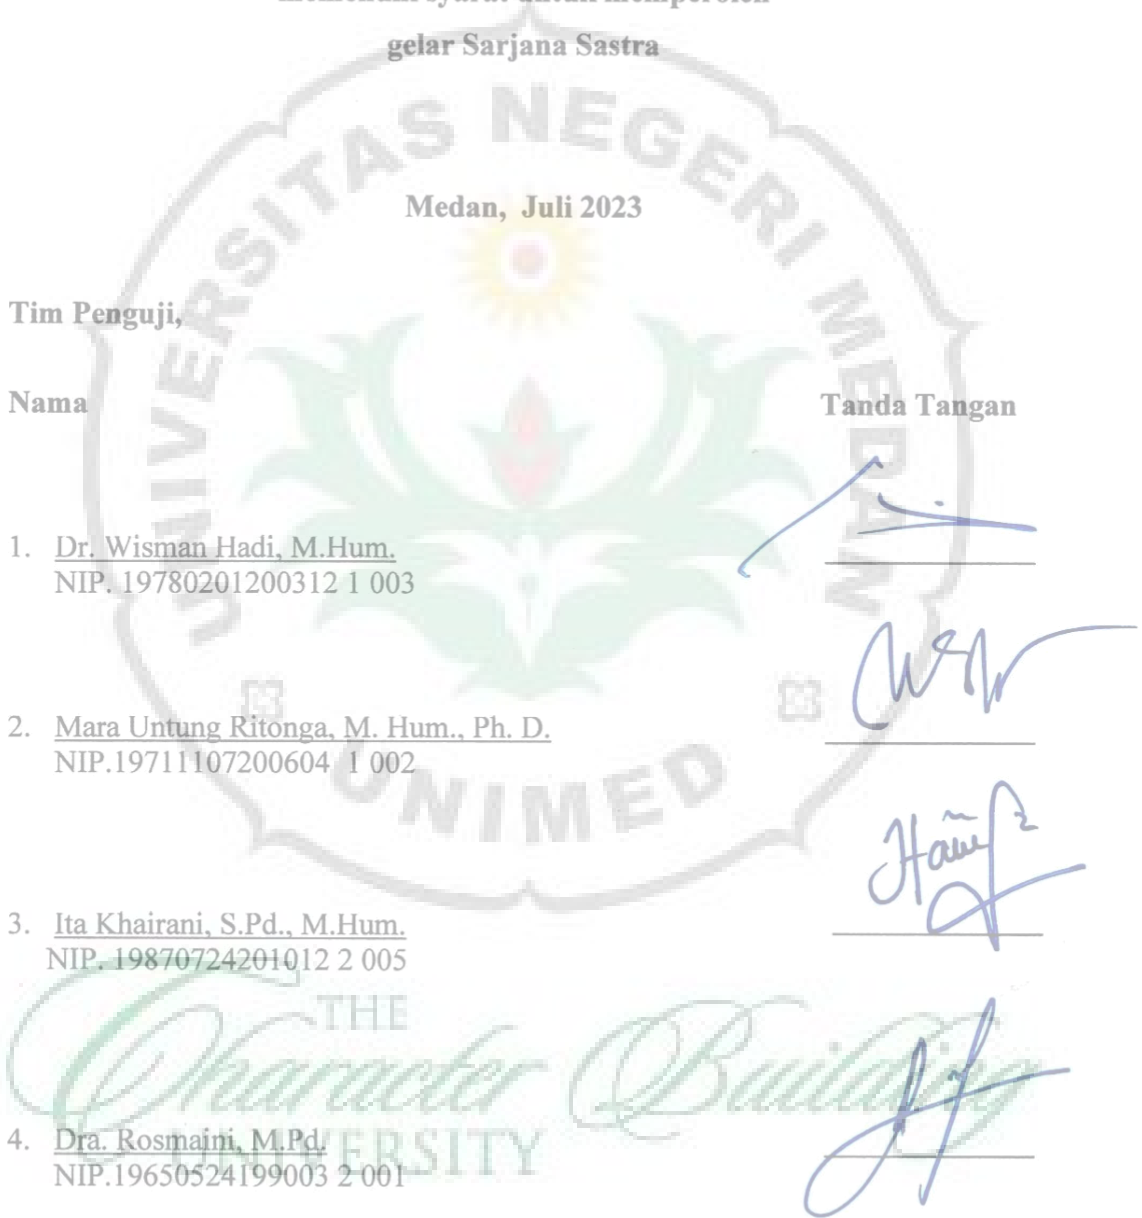 gelar Sarjana Sastra
Medan, Juli 2023
Tim Penguji,
Nama Tanda Tangan
1. Dr. Wisman Hadi, M.Hum.
NIP. 19780201200312 1 003
2. Mara Untung Ritonga, M. Hum., Ph. D.
NIP.19711107200604 1 002
3. Ita Khairani, S.Pd., M.Hum.
NIP. 19870724201012 2 005
4. Dra. Rosmaini, M.Pd.
NIP.19650524199003 2 001
UNIVERSITAS NEGERI MEDAN
UNIMED
THE
Character Building
UNIVERSITY